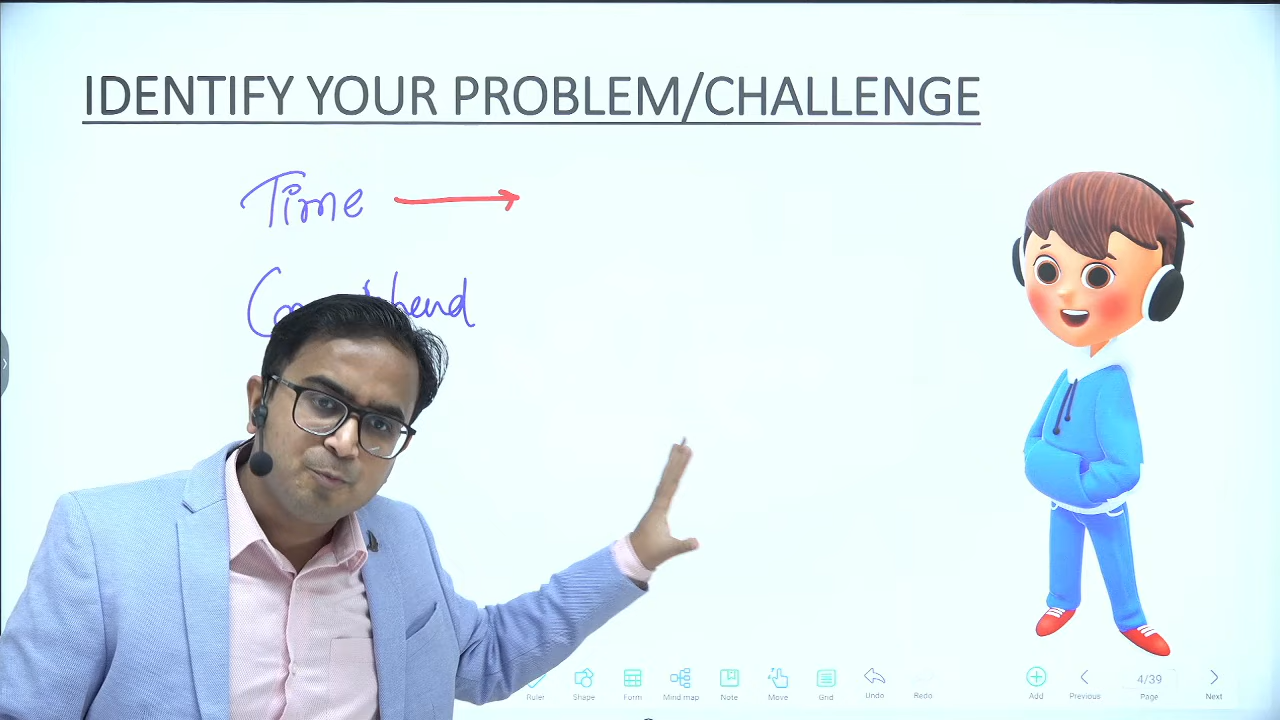 IDENTIFY YOUR PROBLEM/CHALLENGE
Time
Ruler Shape Form Mind map Note Move Grid Undo Redo Add Previous 4/39 Page Next